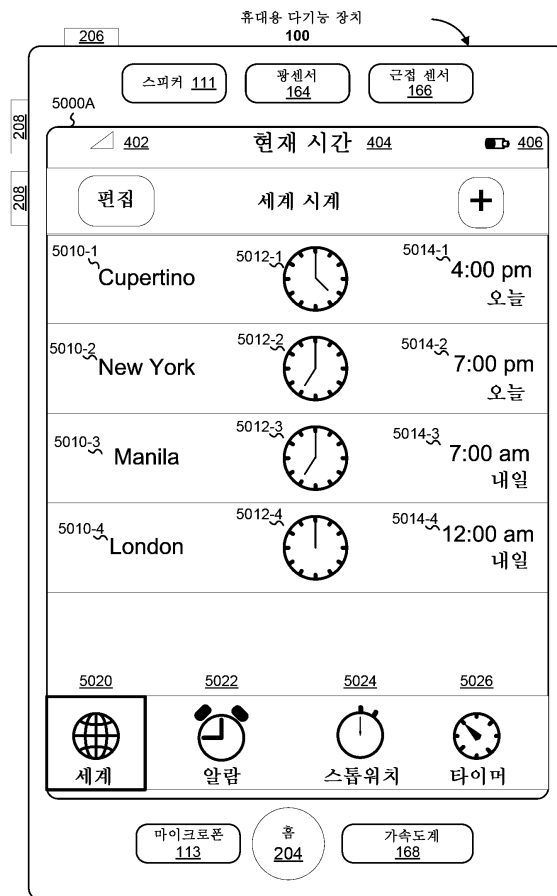 휴대용 다기능 장치
100
206
스피커 111
광센서
164
근접 센서
166
5000A
208
208
402
현재 시간 404
406
편집
세계 시계
+
5010-1
Cupertino
5012-1
5014-1
4:00 pm
오늘
5010-2
New York
5012-2
5014-2
7:00 pm
오늘
5010-3
Manila
5012-3
5014-3
7:00 am
내일
5010-4
London
5012-4
5014-4
12:00 am
내일
5020
5022
5024
5026
세계
알람
스톱워치
타이머
마이크로폰
113
홈
204
가속도계
168